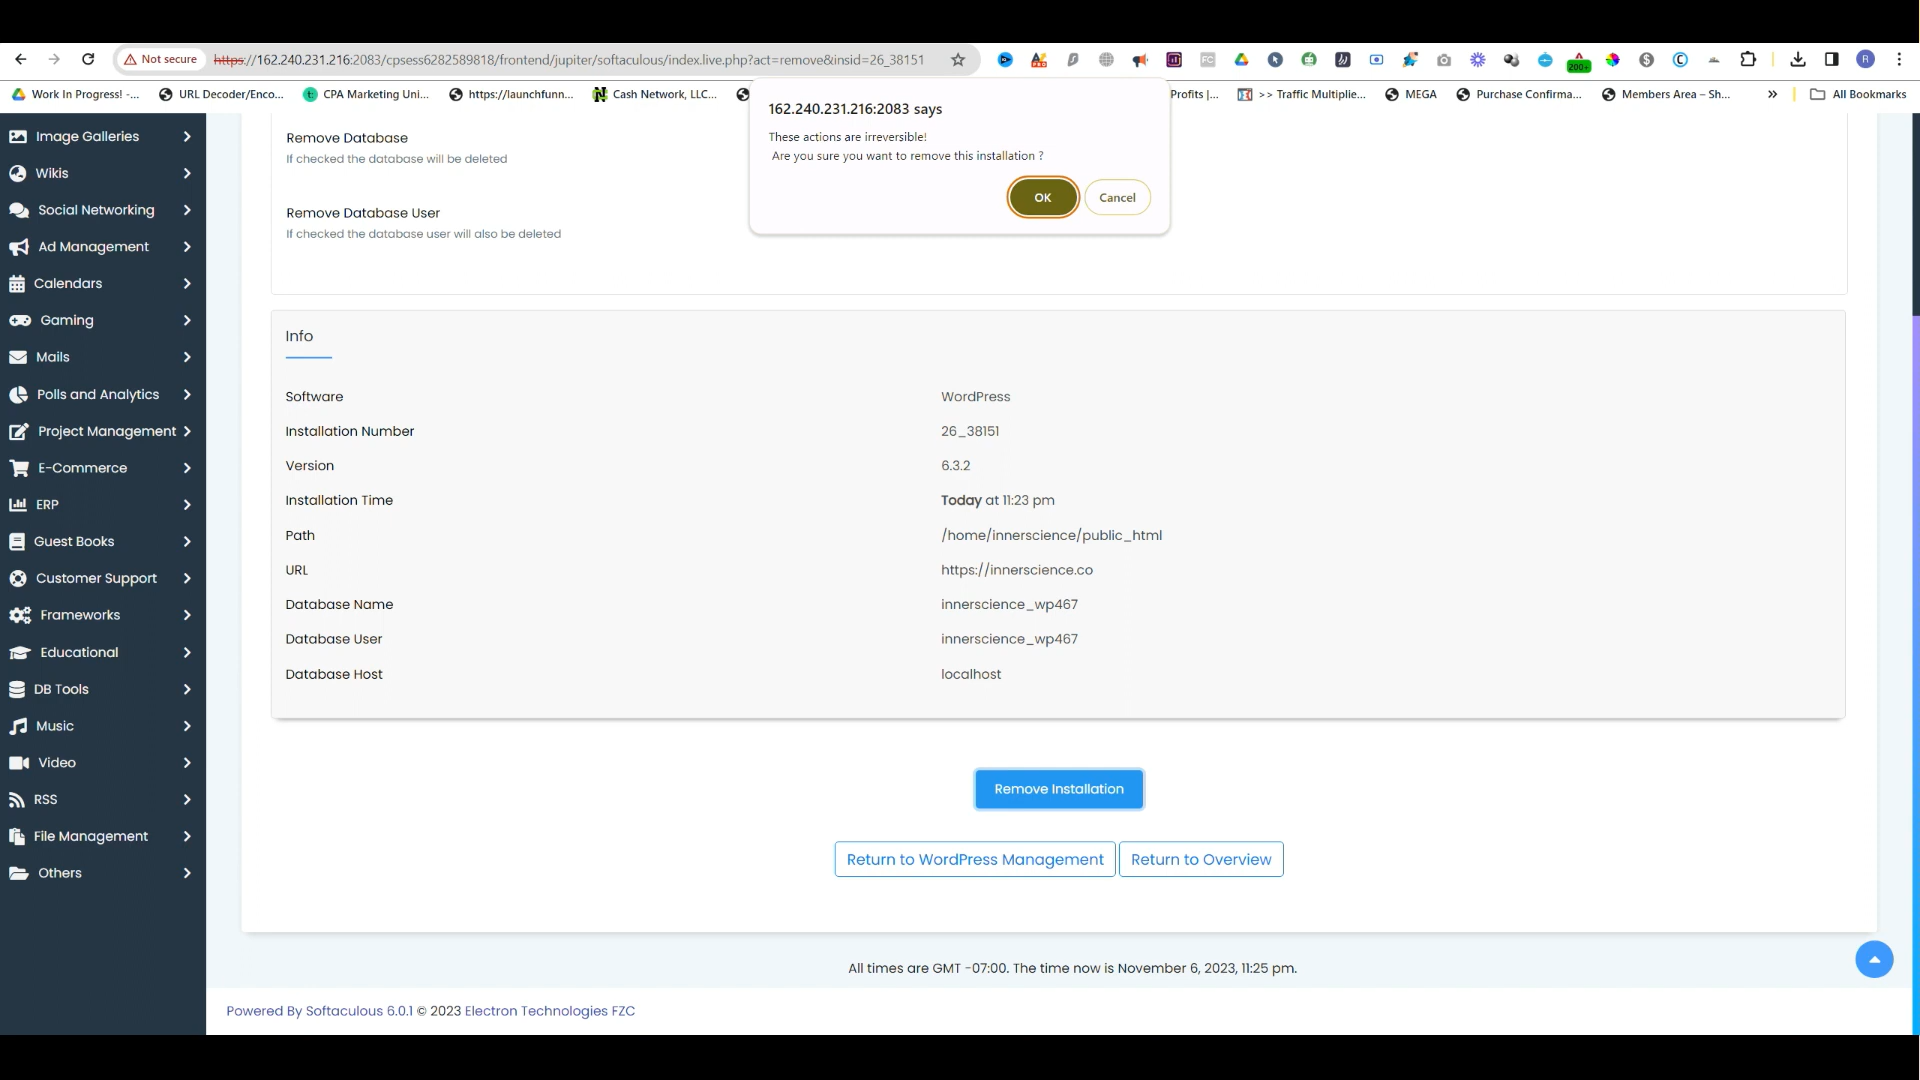 Not secure
https://162.240.231.216:2083/cpsess6282589818/frontend/jupiter/softaculous/index.live.php?act=remove&insid=26_38151
200+
R
Work In Progress! -...
URL Decoder/Enco...
CPA Marketing Uni...
https://launchfunn...
Cash Network, LLC...
Profits |...
>> Traffic Multiplie...
MEGA
Purchase Confirma...
Members Area – Sh...
All Bookmarks
162.240.231.216:2083 says
These actions are irreversible!
Are you sure you want to remove this installation ?
OK
Cancel
Image Galleries
Wikis
Social Networking
Ad Management
Calendars
Gaming
Mails
Polls and Analytics
Project Management
E-Commerce
ERP
Guest Books
Customer Support
Frameworks
Educational
DB Tools
Music
Video
RSS
File Management
Others
Remove Database
If checked the database will be deleted
Remove Database User
If checked the database user will also be deleted
Info
Software WordPress
Installation Number 26_38151
Version 6.3.2
Installation Time Today at 11:23 pm
Path /home/innerscience/public_html
URL https://innerscience.co
Database Name innerscience_wp467
Database User innerscience_wp467
Database Host localhost
Remove Installation
Return to WordPress Management
Return to Overview
All times are GMT -07:00. The time now is November 6, 2023, 11:25 pm.
Powered By Softaculous 6.0.1 © 2023 Electron Technologies FZC